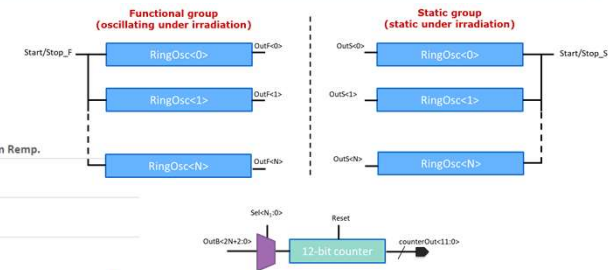 Functional group
(oscillating under irradiation)
Static group
(static under irradiation)
Start/Stop_F
RingOsc<0>
OutF<0>
OutS<0>
RingOsc<0>
Start/Stop_S
RingOsc<1>
OutF<1>
OutS<1>
RingOsc<1>
n Remp.
RingOsc<N>
OutF<N>
OutS<N>
RingOsc<N>
Sel<N₁:0>
Reset
OutB<2N+2:0>
12-bit counter
counterOut<11:0>